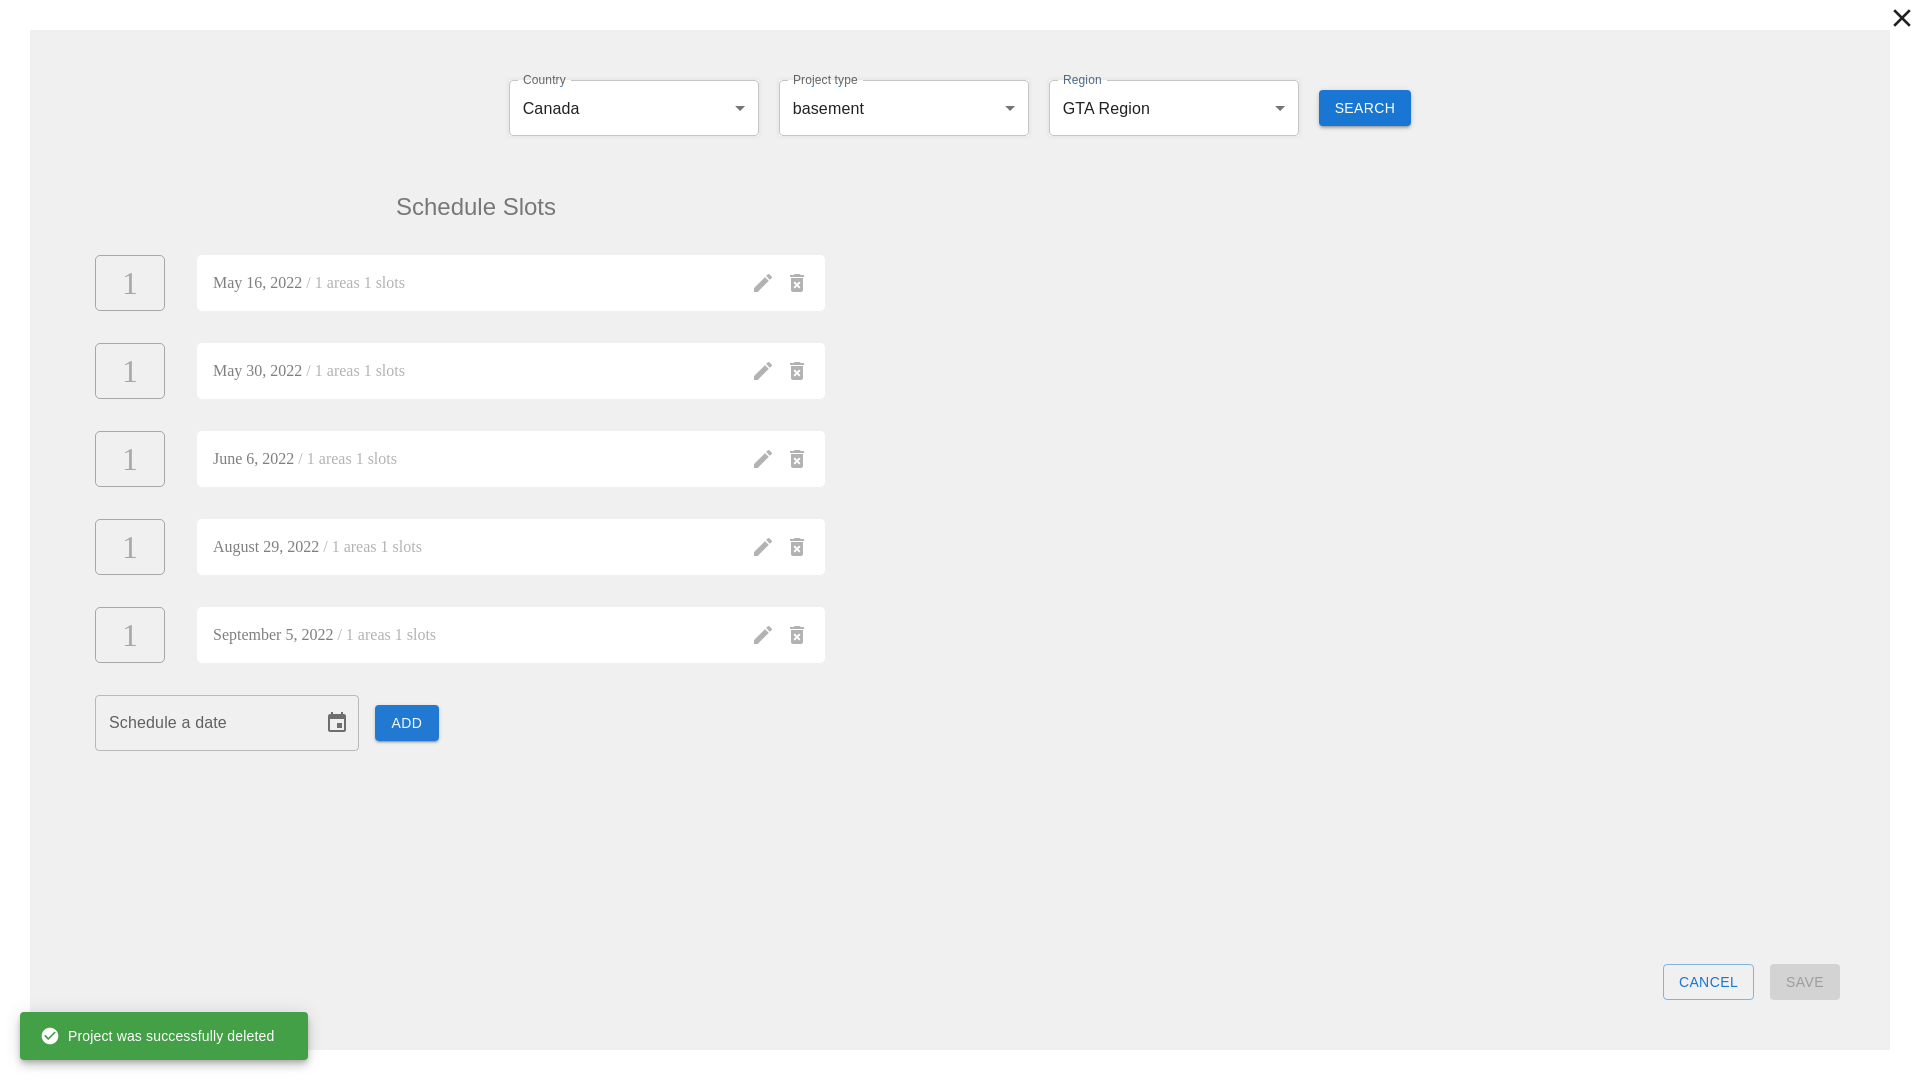 Country
Canada
Project type
basement
Region
GTA Region
SEARCH
Schedule Slots
1
May 16, 2022 / 1 areas 1 slots
1
May 30, 2022 / 1 areas 1 slots
1
June 6, 2022 / 1 areas 1 slots
1
August 29, 2022 / 1 areas 1 slots
1
September 5, 2022 / 1 areas 1 slots
Schedule a date
ADD
CANCEL
SAVE
Project was successfully deleted